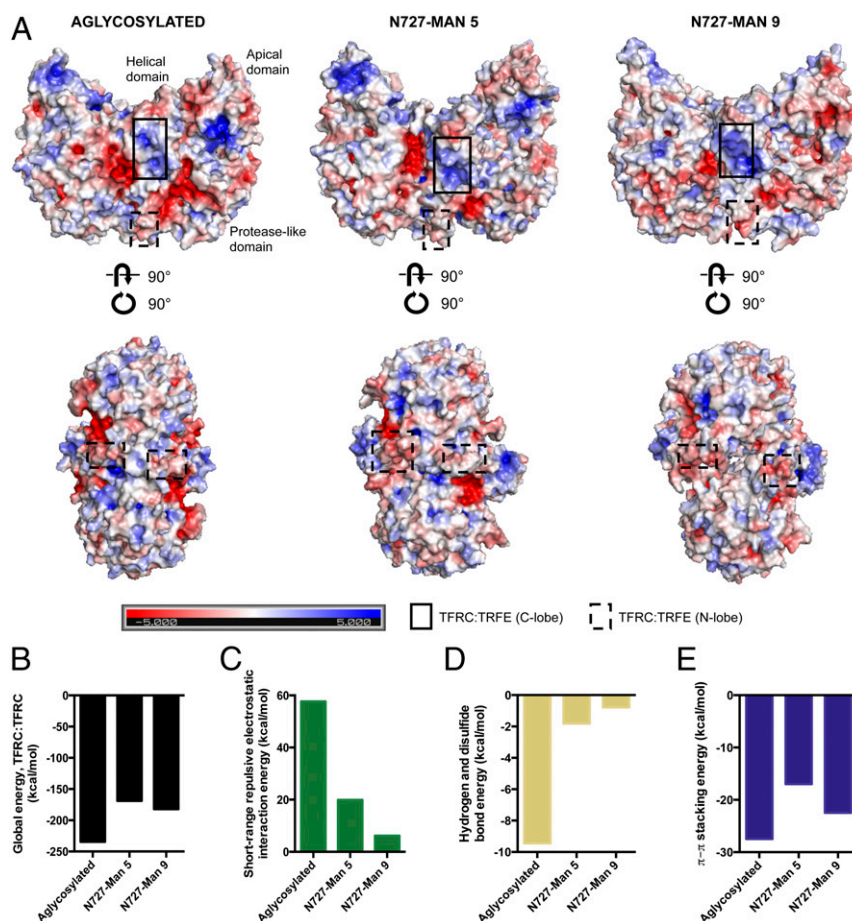 A
AGLYCOSYLATED
N727-MAN 5
N727-MAN 9
Helical
domain
Apical
domain
Protease-like
domain
90°
90°
90°
90°
90°
90°
-5.000
5.000
TFRC:TRFE (C-lobe)
TFRC:TRFE (N-lobe)
B
Global energy, TFRC:TFRC
(kcal/mol)
0
-50
-100
-150
-200
-250
Aglycosylated
N727-Man 5
N727-Man 9
C
Short-range repulsive electrostatic
interaction energy (kcal/mol)
60
40
20
0
Aglycosylated
N727-Man 5
N727-Man 9
D
Hydrogen and disulfide
bond energy (kcal/mol)
0
-2
-4
-6
-8
-10
Aglycosylated
N727-Man 5
N727-Man 9
E
π–π stacking energy (kcal/mol)
0
-10
-20
-30
Aglycosylated
N727-Man 5
N727-Man 9